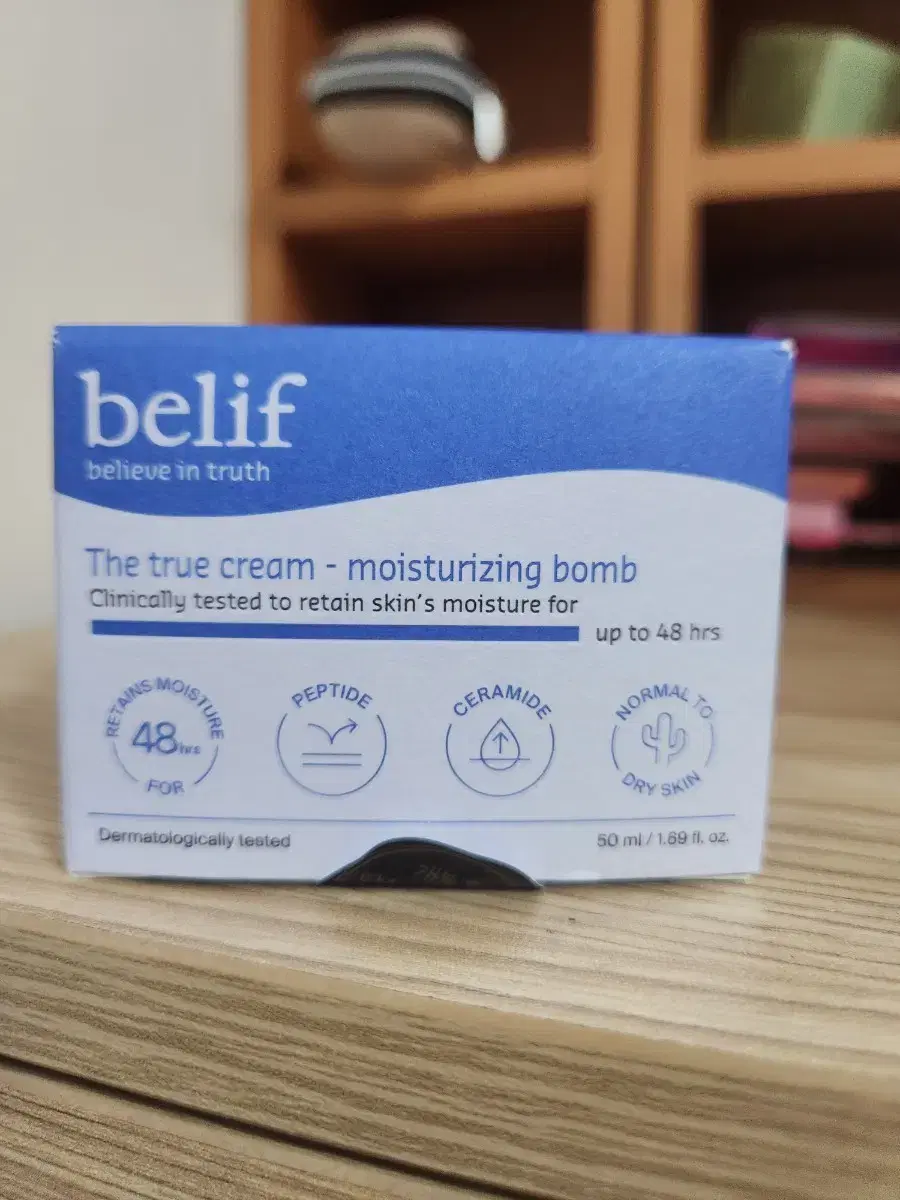 belif
believe in truth
The true cream - moisturizing bomb
Clinically tested to retain skin's moisture for
up to 48 hrs
RETAINS MOISTURE
48hrs
FOR
PEPTIDE
CERAMIDE
NORMAL TO
DRY SKIN
Dermatologically tested
50 ml / 1.69 fl. oz.